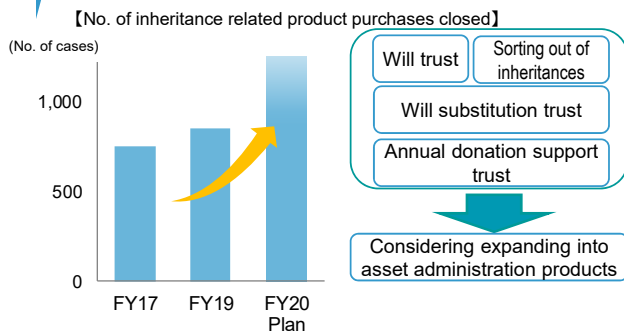 【No. of inheritance related product purchases closed】
(No. of cases)
1,000
500
0
FY17
FY19
FY20
Plan
Will trust
Sorting out of
inheritances
Will substitution trust
Annual donation support
trust
Considering expanding into
asset administration products